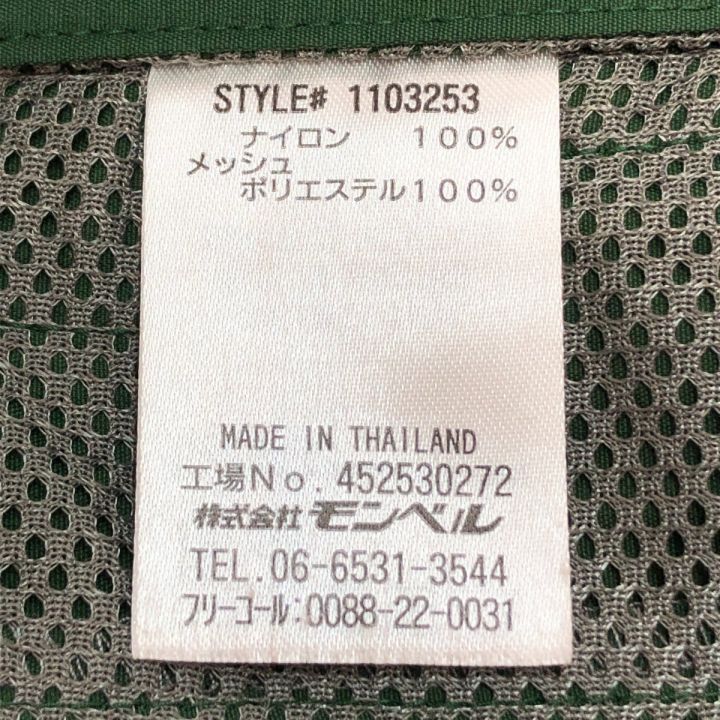 STYLE# 1103253
ナイロン 100%
メッシュ
ポリエステル100%
MADE IN THAILAND
工場No. 452530272
株式会社 モンベル
TEL.06-6531-3544
フリーコール:0088-22-0031